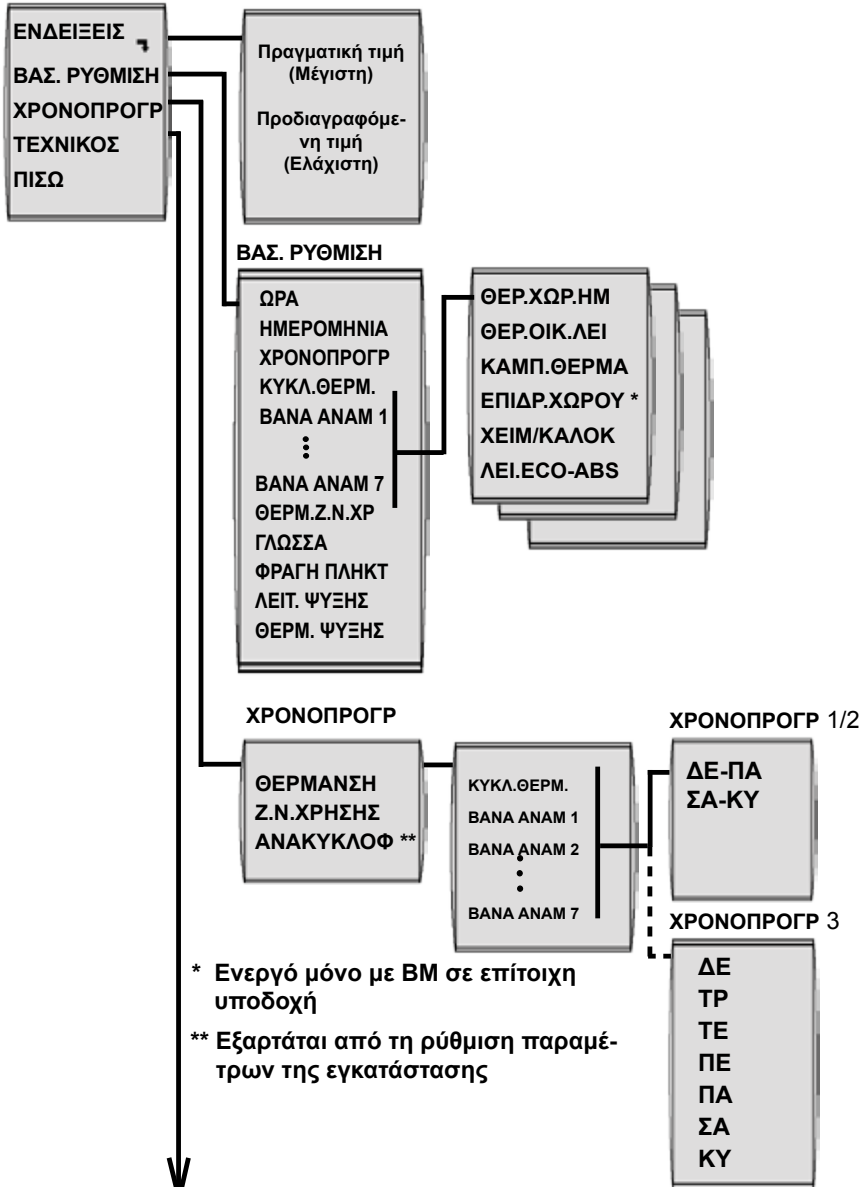 ΕΝΔΕΙΞΕΙΣ
ΒΑΣ. ΡΥΘΜΙΣΗ
ΧΡΟΝΟΠΡΟΓΡ
ΤΕΧΝΙΚΟΣ
ΠΙΣΩ
Πραγματική τιμή
(Μέγιστη)
Προδιαγραφόμε-
νη τιμή
(Ελάχιστη)
ΒΑΣ. ΡΥΘΜΙΣΗ
ΩΡΑ
ΗΜΕΡΟΜΗΝΙΑ
ΧΡΟΝΟΠΡΟΓΡ
ΚΥΚΛ.ΘΕΡΜ.
ΒΑΝΑ ΑΝΑΜ 1
ΒΑΝΑ ΑΝΑΜ 7
ΘΕΡΜ.Ζ.Ν.ΧΡ
ΓΛΩΣΣΑ
ΦΡΑΓΗ ΠΛΗΚΤ
ΛΕΙΤ. ΨΥΞΗΣ
ΘΕΡΜ. ΨΥΞΗΣ
ΘΕΡ.ΧΩΡ.ΗΜ
ΘΕΡ.ΟΙΚ.ΛΕΙ
ΚΑΜΠ.ΘΕΡΜΑ
ΕΠΙΔΡ.ΧΩΡΟΥ *
ΧΕΙΜ/ΚΑΛΟΚ
ΛΕΙ.ECO-ABS
ΧΡΟΝΟΠΡΟΓΡ
ΘΕΡΜΑΝΣΗ
Ζ.Ν.ΧΡΗΣΗΣ
ΑΝΑΚΥΚΛΟΦ **
ΚΥΚΛ.ΘΕΡΜ.
ΒΑΝΑ ΑΝΑΜ 1
ΒΑΝΑ ΑΝΑΜ 2
ΒΑΝΑ ΑΝΑΜ 7
ΧΡΟΝΟΠΡΟΓΡ 1/2
ΔΕ-ΠΑ
ΣΑ-ΚΥ
ΧΡΟΝΟΠΡΟΓΡ 3
ΔΕ
ΤΡ
ΤΕ
ΠΕ
ΠΑ
ΣΑ
ΚΥ
* Ενεργό μόνο με BM σε επίτοιχη
υποδοχή
** Εξαρτάται από τη ρύθμιση παραμέ-
τρων της εγκατάστασης